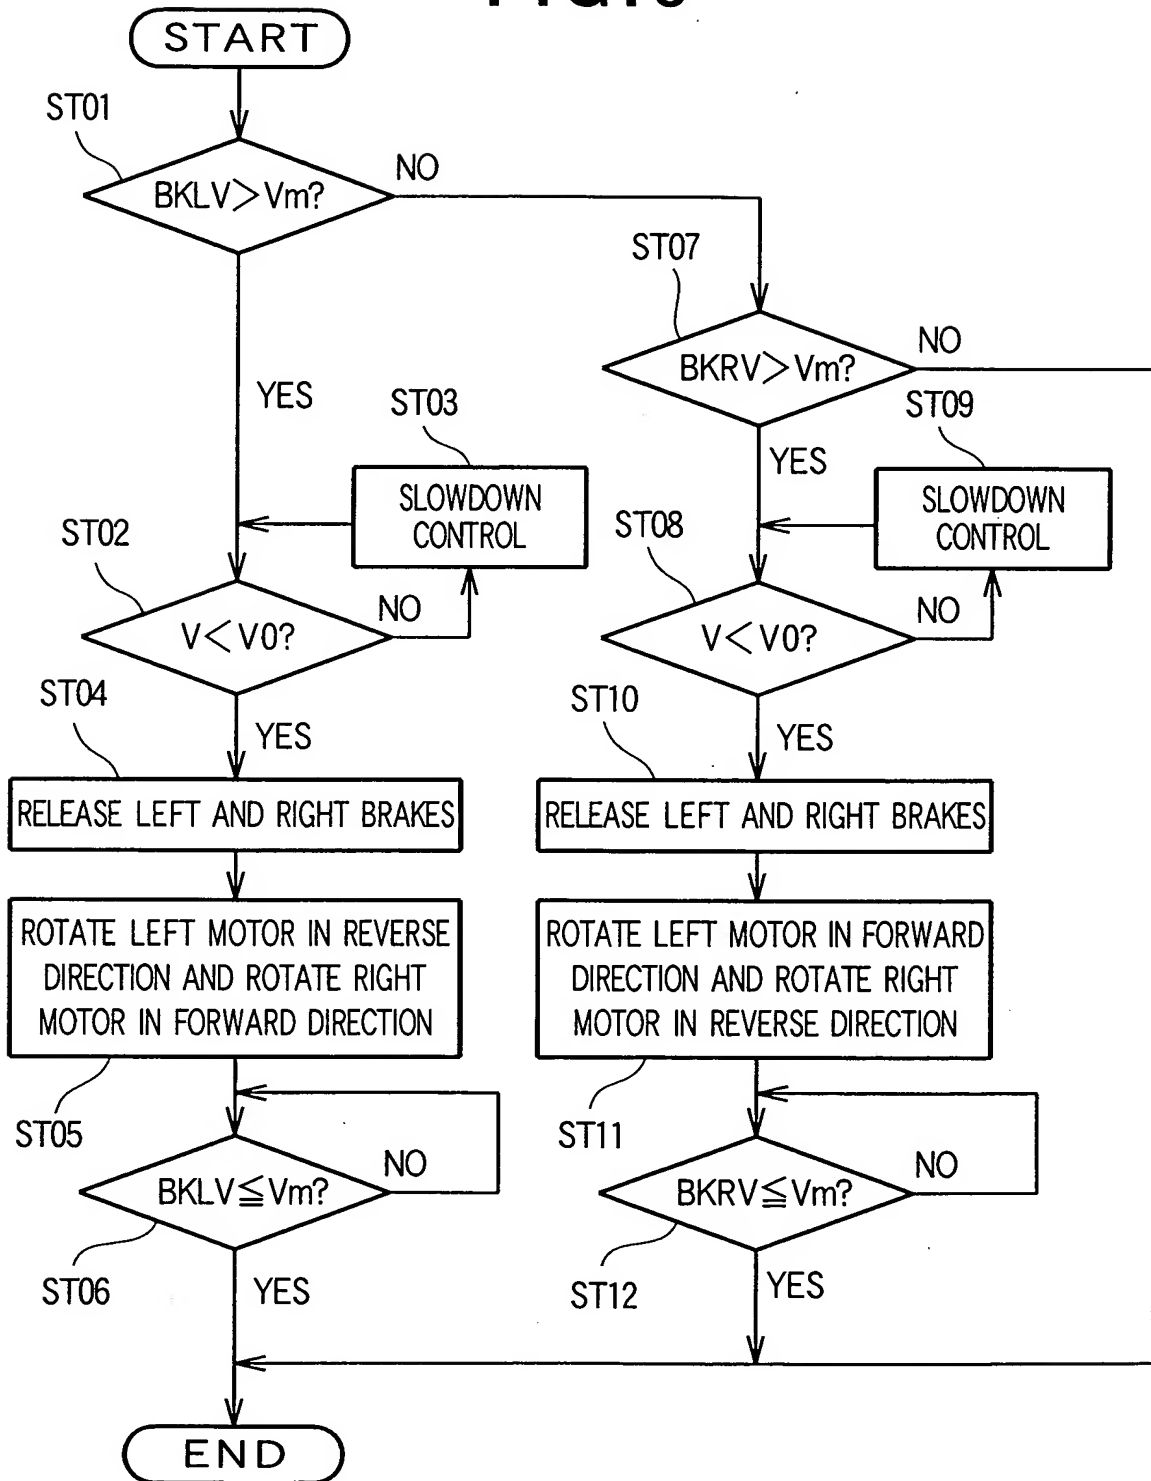 START
ST01
BKLV>Vm?
NO
YES
ST07
BKRV>Vm?
NO
YES
ST03
SLOWDOWN
CONTROL
ST09
SLOWDOWN
CONTROL
ST02
V<V0?
NO
YES
ST08
V<V0?
NO
YES
ST04
RELEASE LEFT AND RIGHT BRAKES
ST10
RELEASE LEFT AND RIGHT BRAKES
ROTATE LEFT MOTOR IN REVERSE
DIRECTION AND ROTATE RIGHT
MOTOR IN FORWARD DIRECTION
ST05
ROTATE LEFT MOTOR IN FORWARD
DIRECTION AND ROTATE RIGHT
MOTOR IN REVERSE DIRECTION
ST11
BKLV≦Vm?
NO
ST06
YES
BKRV≦Vm?
NO
ST12
YES
END